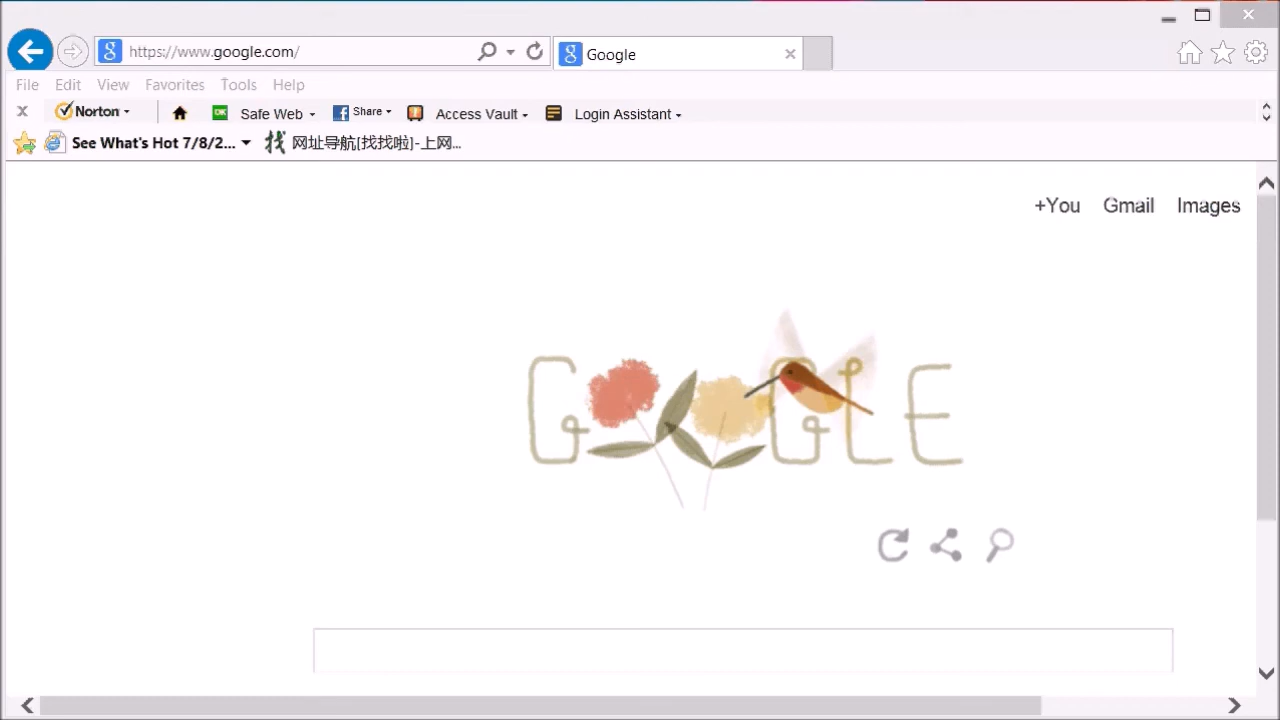 https://www.google.com/
Google
File Edit View Favorites Tools Help
X Norton Safe Web Share Access Vault Login Assistant
See What's Hot 7/8/2... 网址导航[找找啦]-上网...
+You Gmail Images
GOOGLE